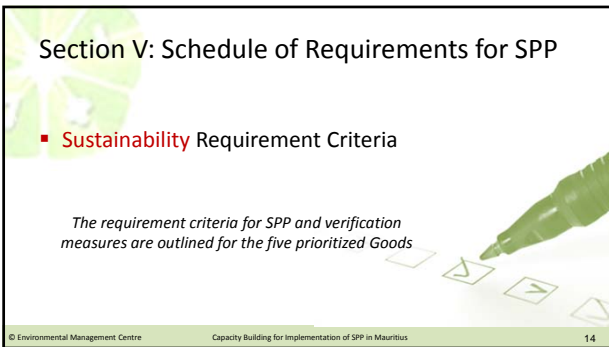 Section V: Schedule of Requirements for SPP
▪ Sustainability Requirement Criteria
The requirement criteria for SPP and verification
measures are outlined for the five prioritized Goods
© Environmental Management Centre
Capacity Building for Implementation of SPP in Mauritius
14